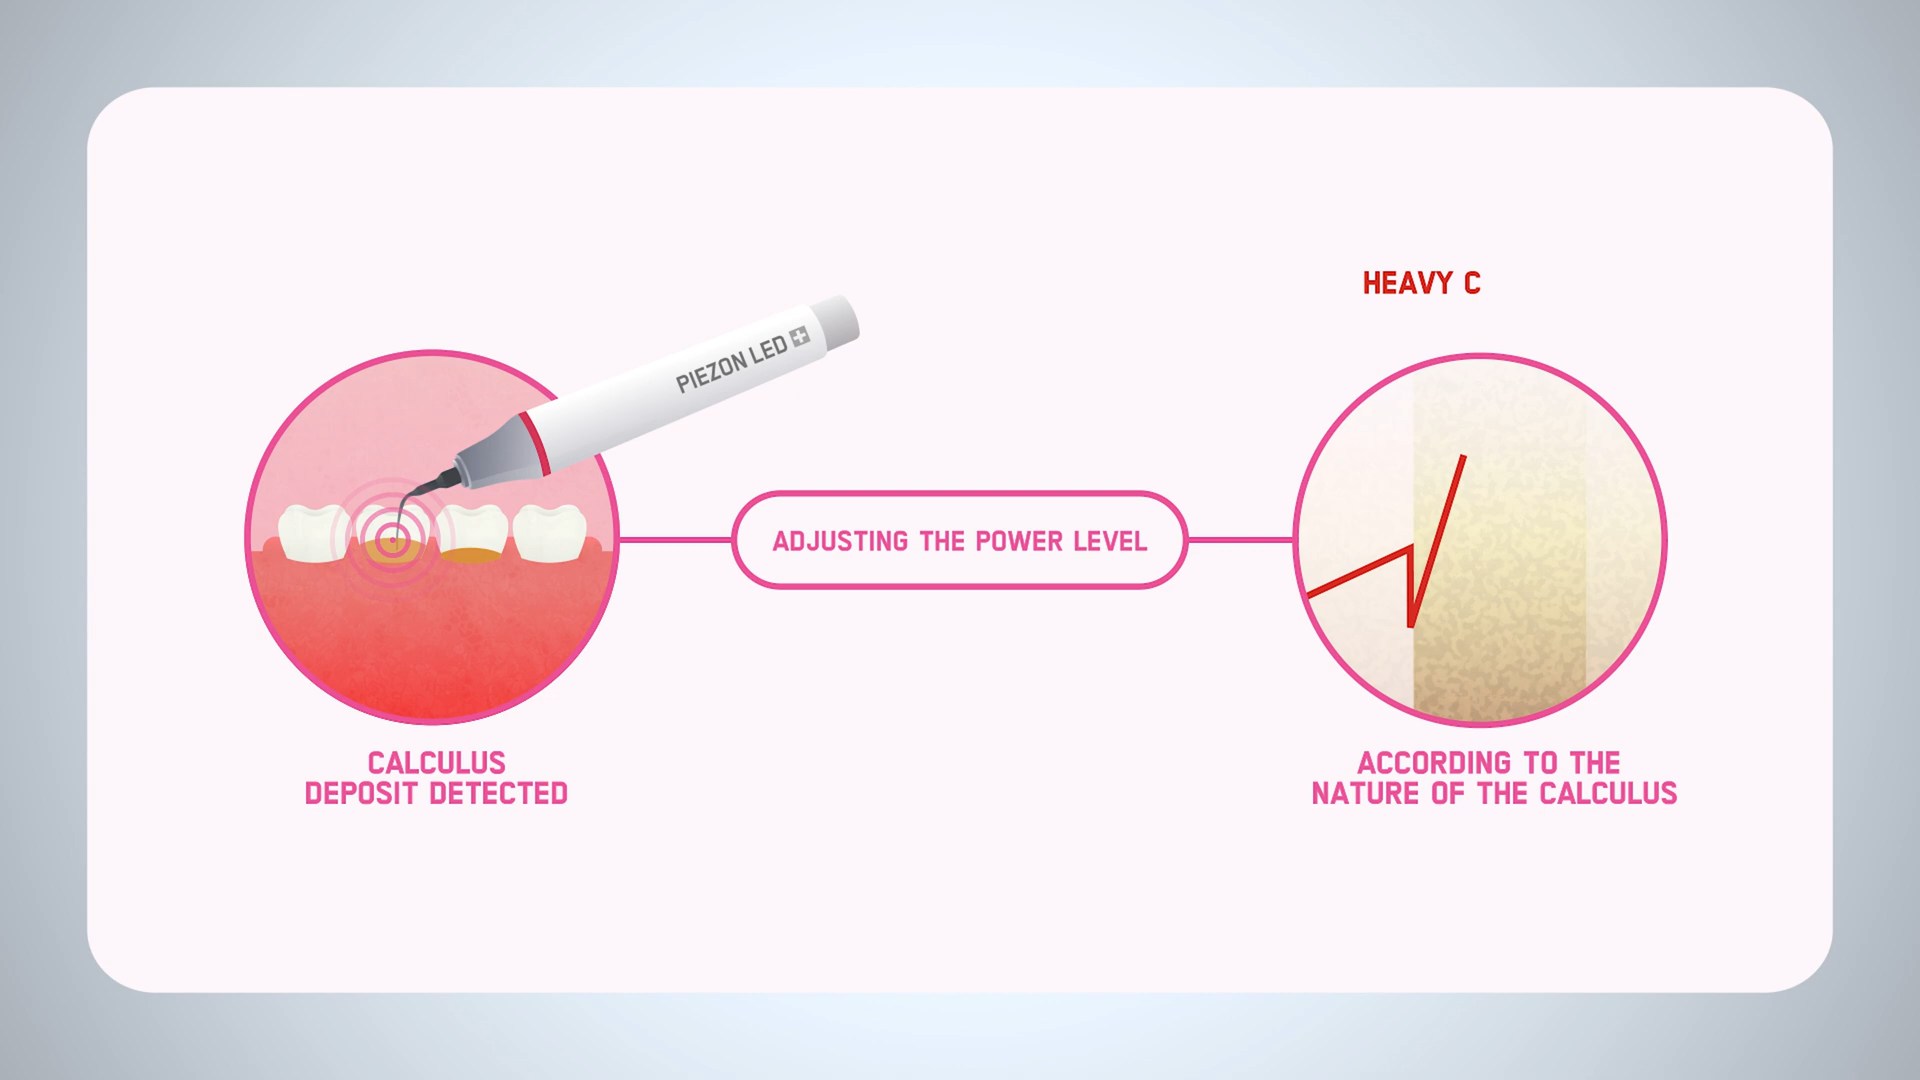 HEAVY C
PIEZON LED
ADJUSTING THE POWER LEVEL
CALCULUS
DEPOSIT DETECTED
ACCORDING TO THE
NATURE OF THE CALCULUS